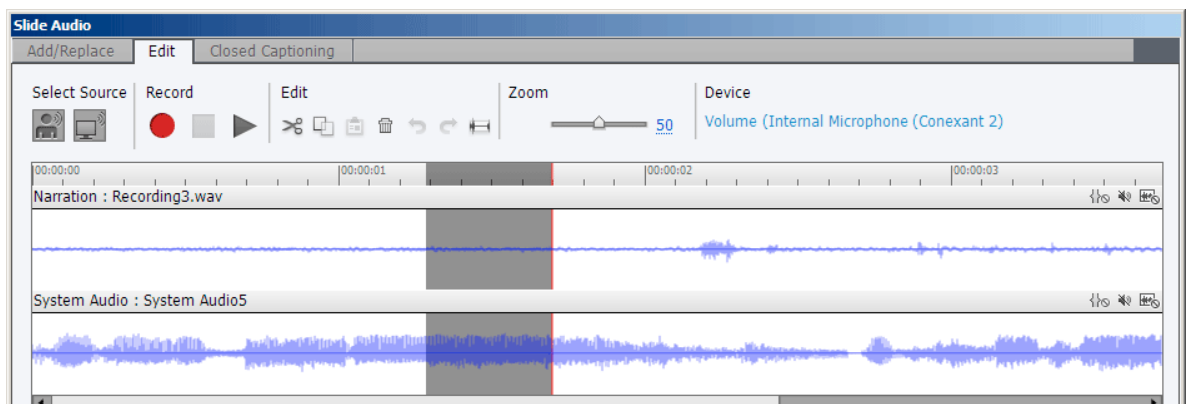 Slide Audio
Add/Replace Edit Closed Captioning
Select Source Record Edit Zoom Device
50 Volume (Internal Microphone (Conexant 2)
00:00:00 00:00:01 00:00:02 00:00:03
Narration : Recording3.wav
System Audio : System Audio5